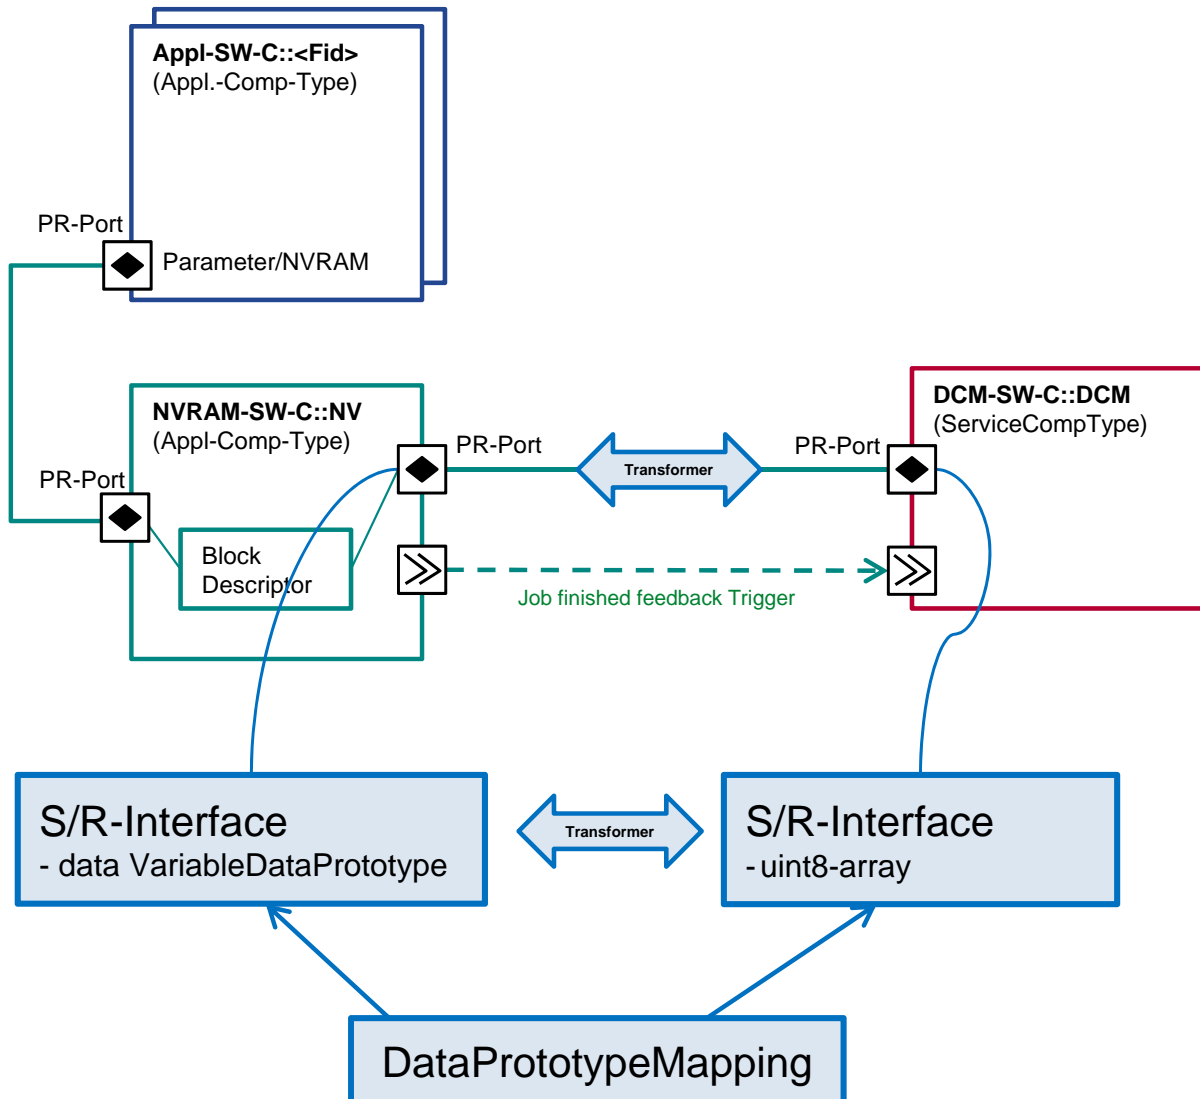 Appl-SW-C::<Fid>
(Appl.-Comp-Type)
PR-Port
Parameter/NVRAM
NVRAM-SW-C::NV
(Appl-Comp-Type)
PR-Port
PR-Port
Block
Descriptor
Transformer
DCM-SW-C::DCM
(ServiceCompType)
PR-Port
Job finished feedback Trigger
S/R-Interface
- data VariableDataPrototype
Transformer
S/R-Interface
- uint8-array
DataPrototypeMapping